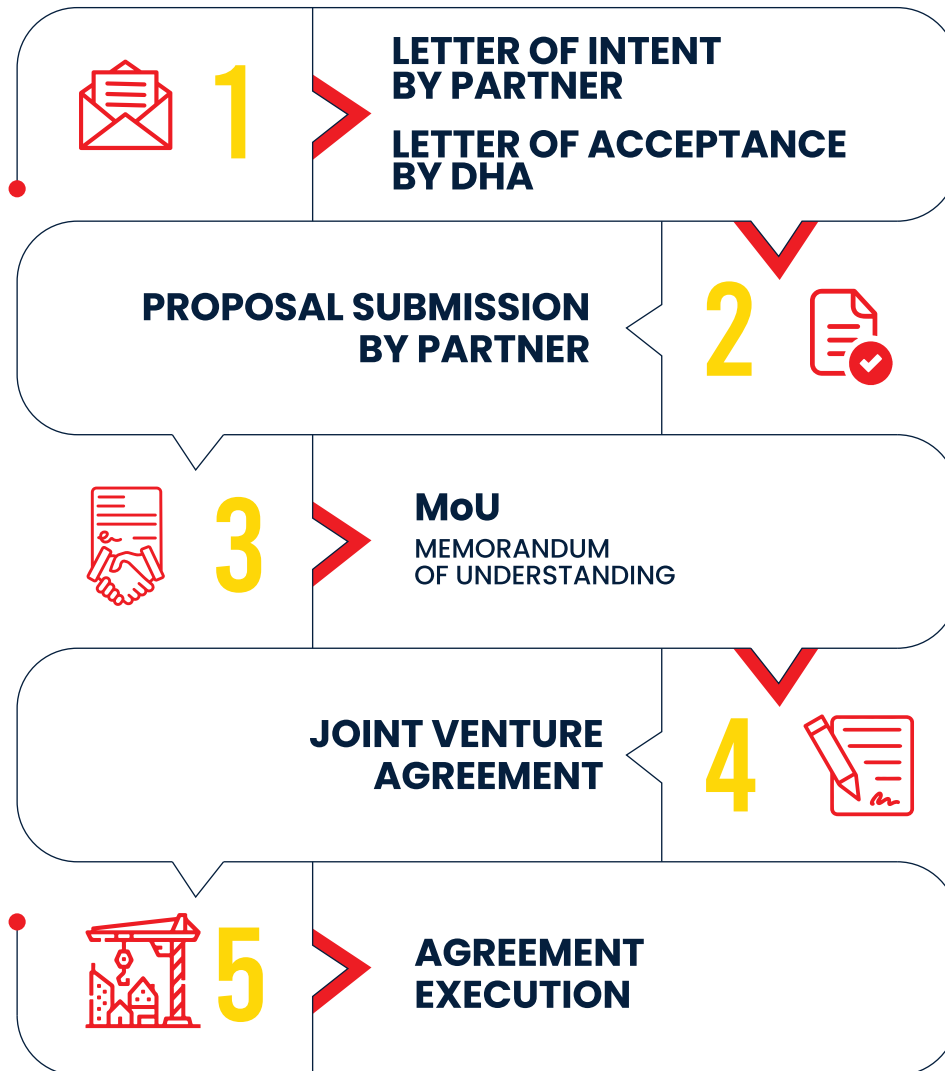 1
LETTER OF INTENT
BY PARTNER
LETTER OF ACCEPTANCE
BY DHA
PROPOSAL SUBMISSION
BY PARTNER
2
3
MoU
MEMORANDUM
OF UNDERSTANDING
JOINT VENTURE
AGREEMENT
4
5
AGREEMENT
EXECUTION